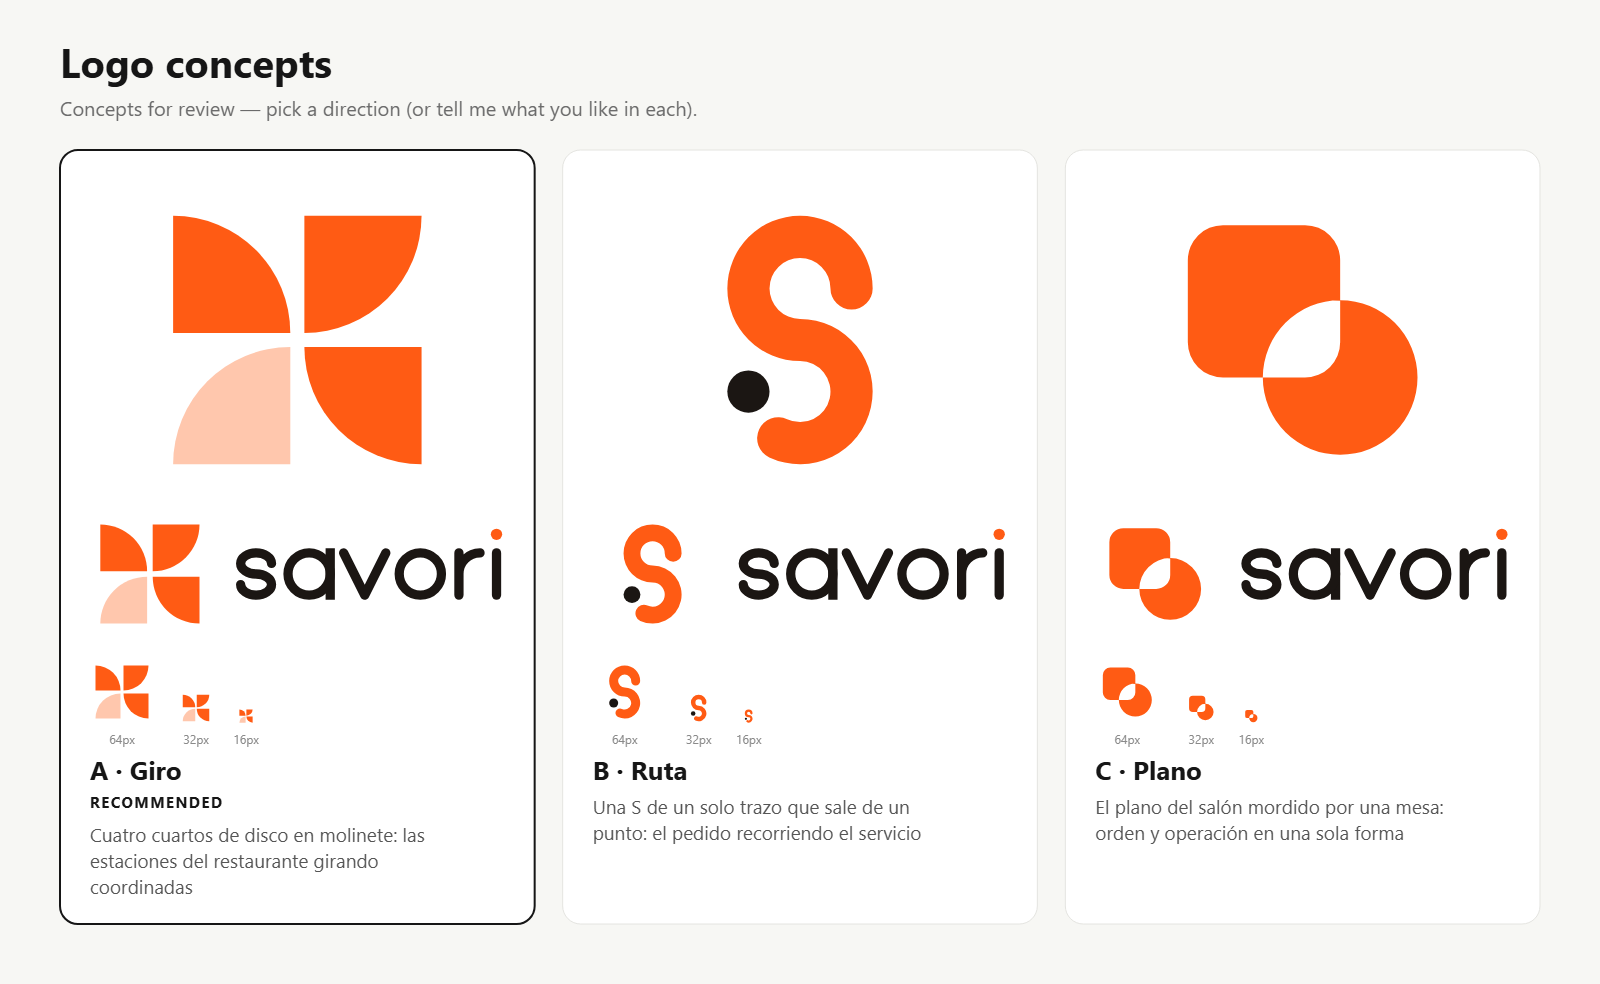 Logo concepts
Concepts for review — pick a direction (or tell me what you like in each).
savori
64px 32px 16px
A · Giro
RECOMMENDED
Cuatro cuartos de disco en molinete: las
estaciones del restaurante girando
coordinadas
S
savori
64px 32px 16px
B · Ruta
Una S de un solo trazo que sale de un
punto: el pedido recorriendo el servicio
savori
64px 32px 16px
C · Plano
El plano del salón mordido por una mesa:
orden y operación en una sola forma